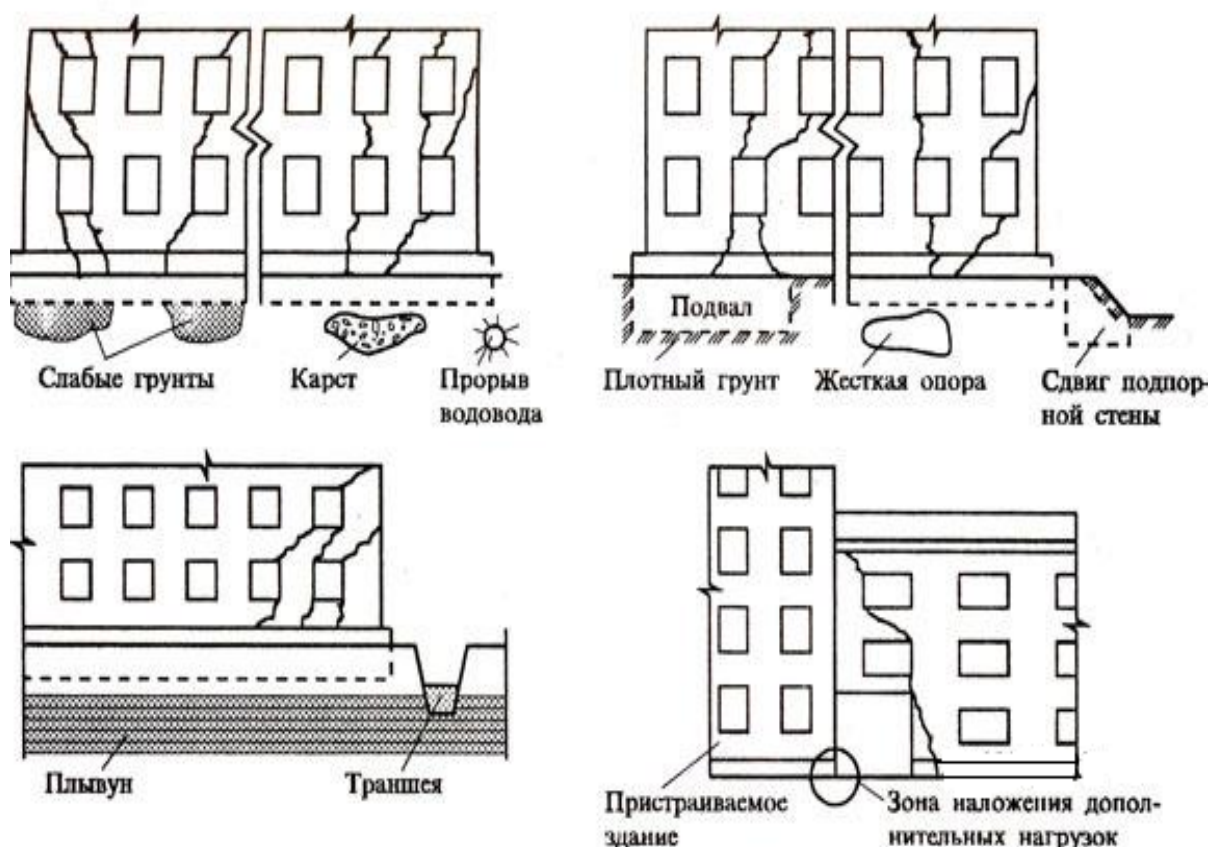 Слабые грунты
Карст
Прорыв
водовода
Подвал
Плотный грунт
Жесткая опора
Сдвиг подпор-
ной стены
Плывун
Траншея
Пристраиваемое
здание
Зона наложения допол-
нительных нагрузок